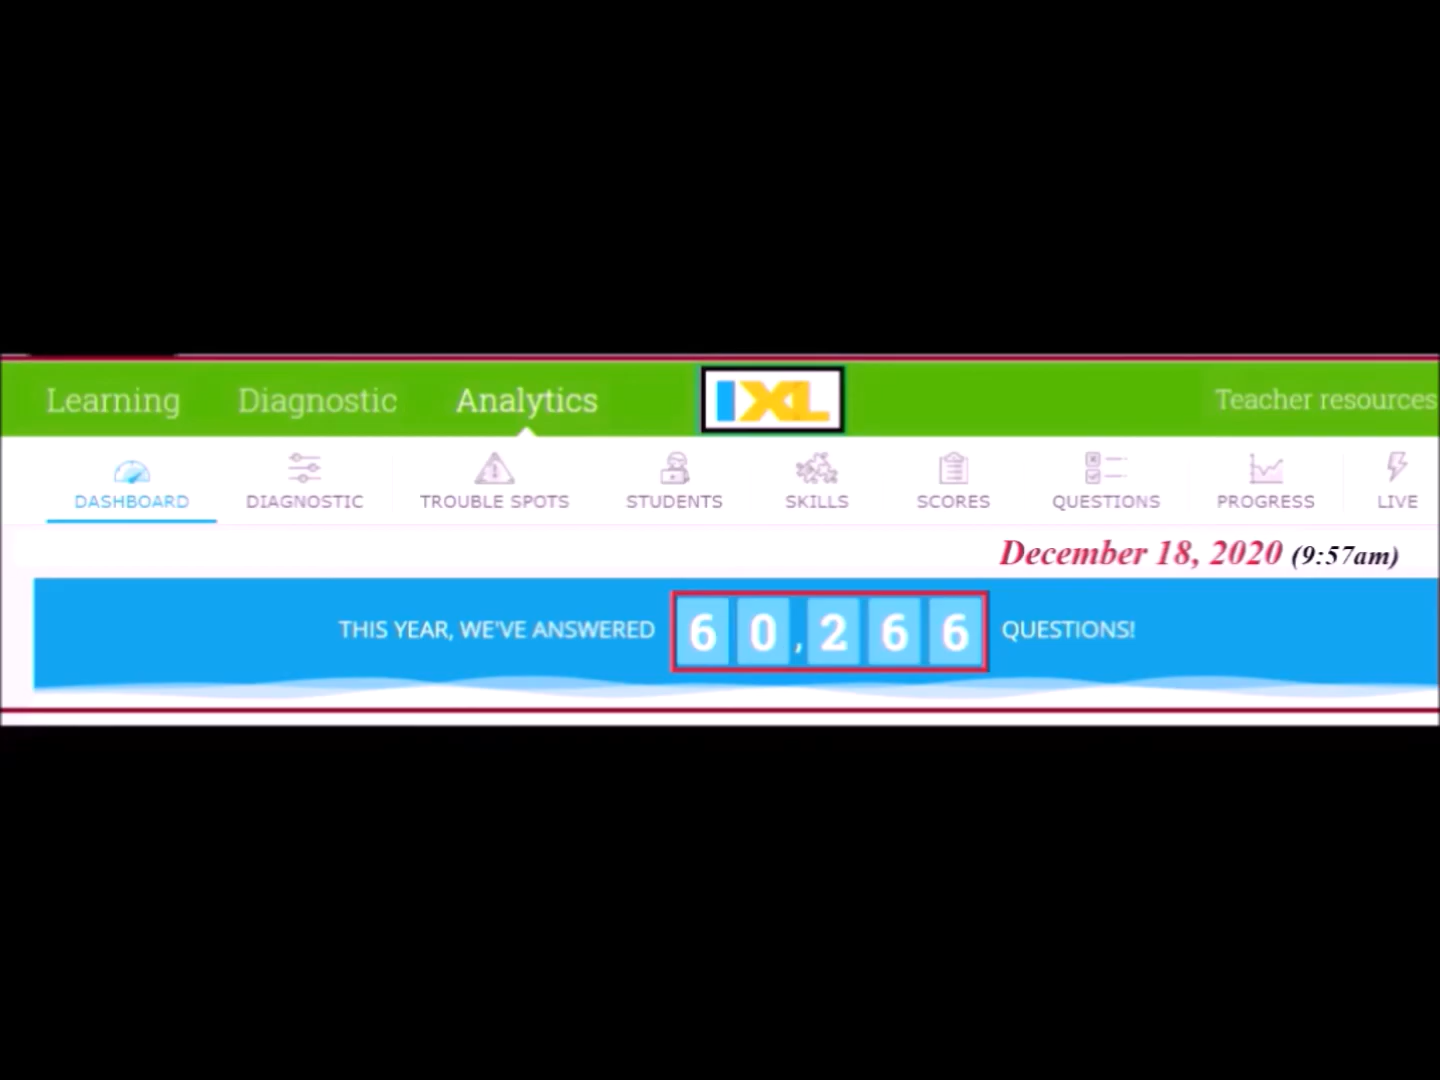 Learning Diagnostic Analytics IXL Teacher resources
DASHBOARD DIAGNOSTIC TROUBLE SPOTS STUDENTS SKILLS SCORES QUESTIONS PROGRESS LIVE
December 18, 2020 (9:57am)
THIS YEAR, WE'VE ANSWERED 60,266 QUESTIONS!